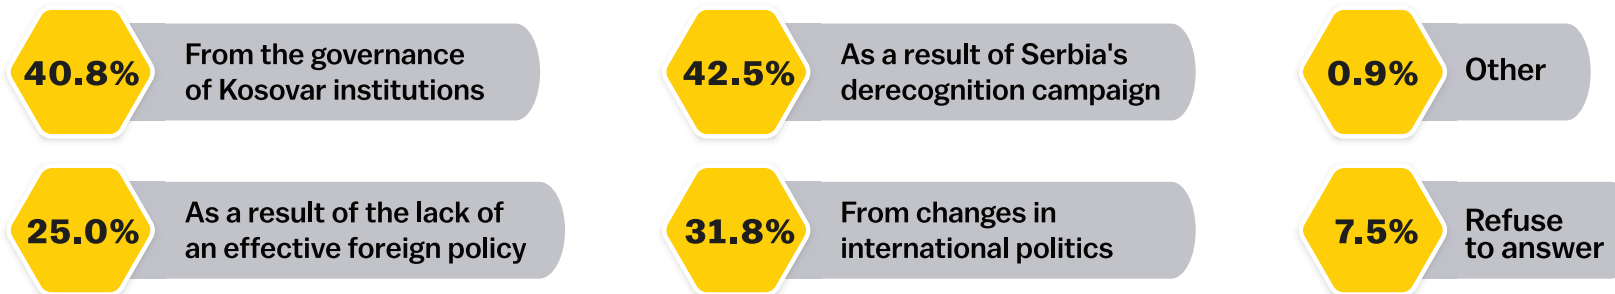 40.8%
From the governance
of Kosovar institutions
42.5%
As a result of Serbia's
derecognition campaign
0.9%
Other
25.0%
As a result of the lack of
an effective foreign policy
31.8%
From changes in
international politics
7.5%
Refuse
to answer